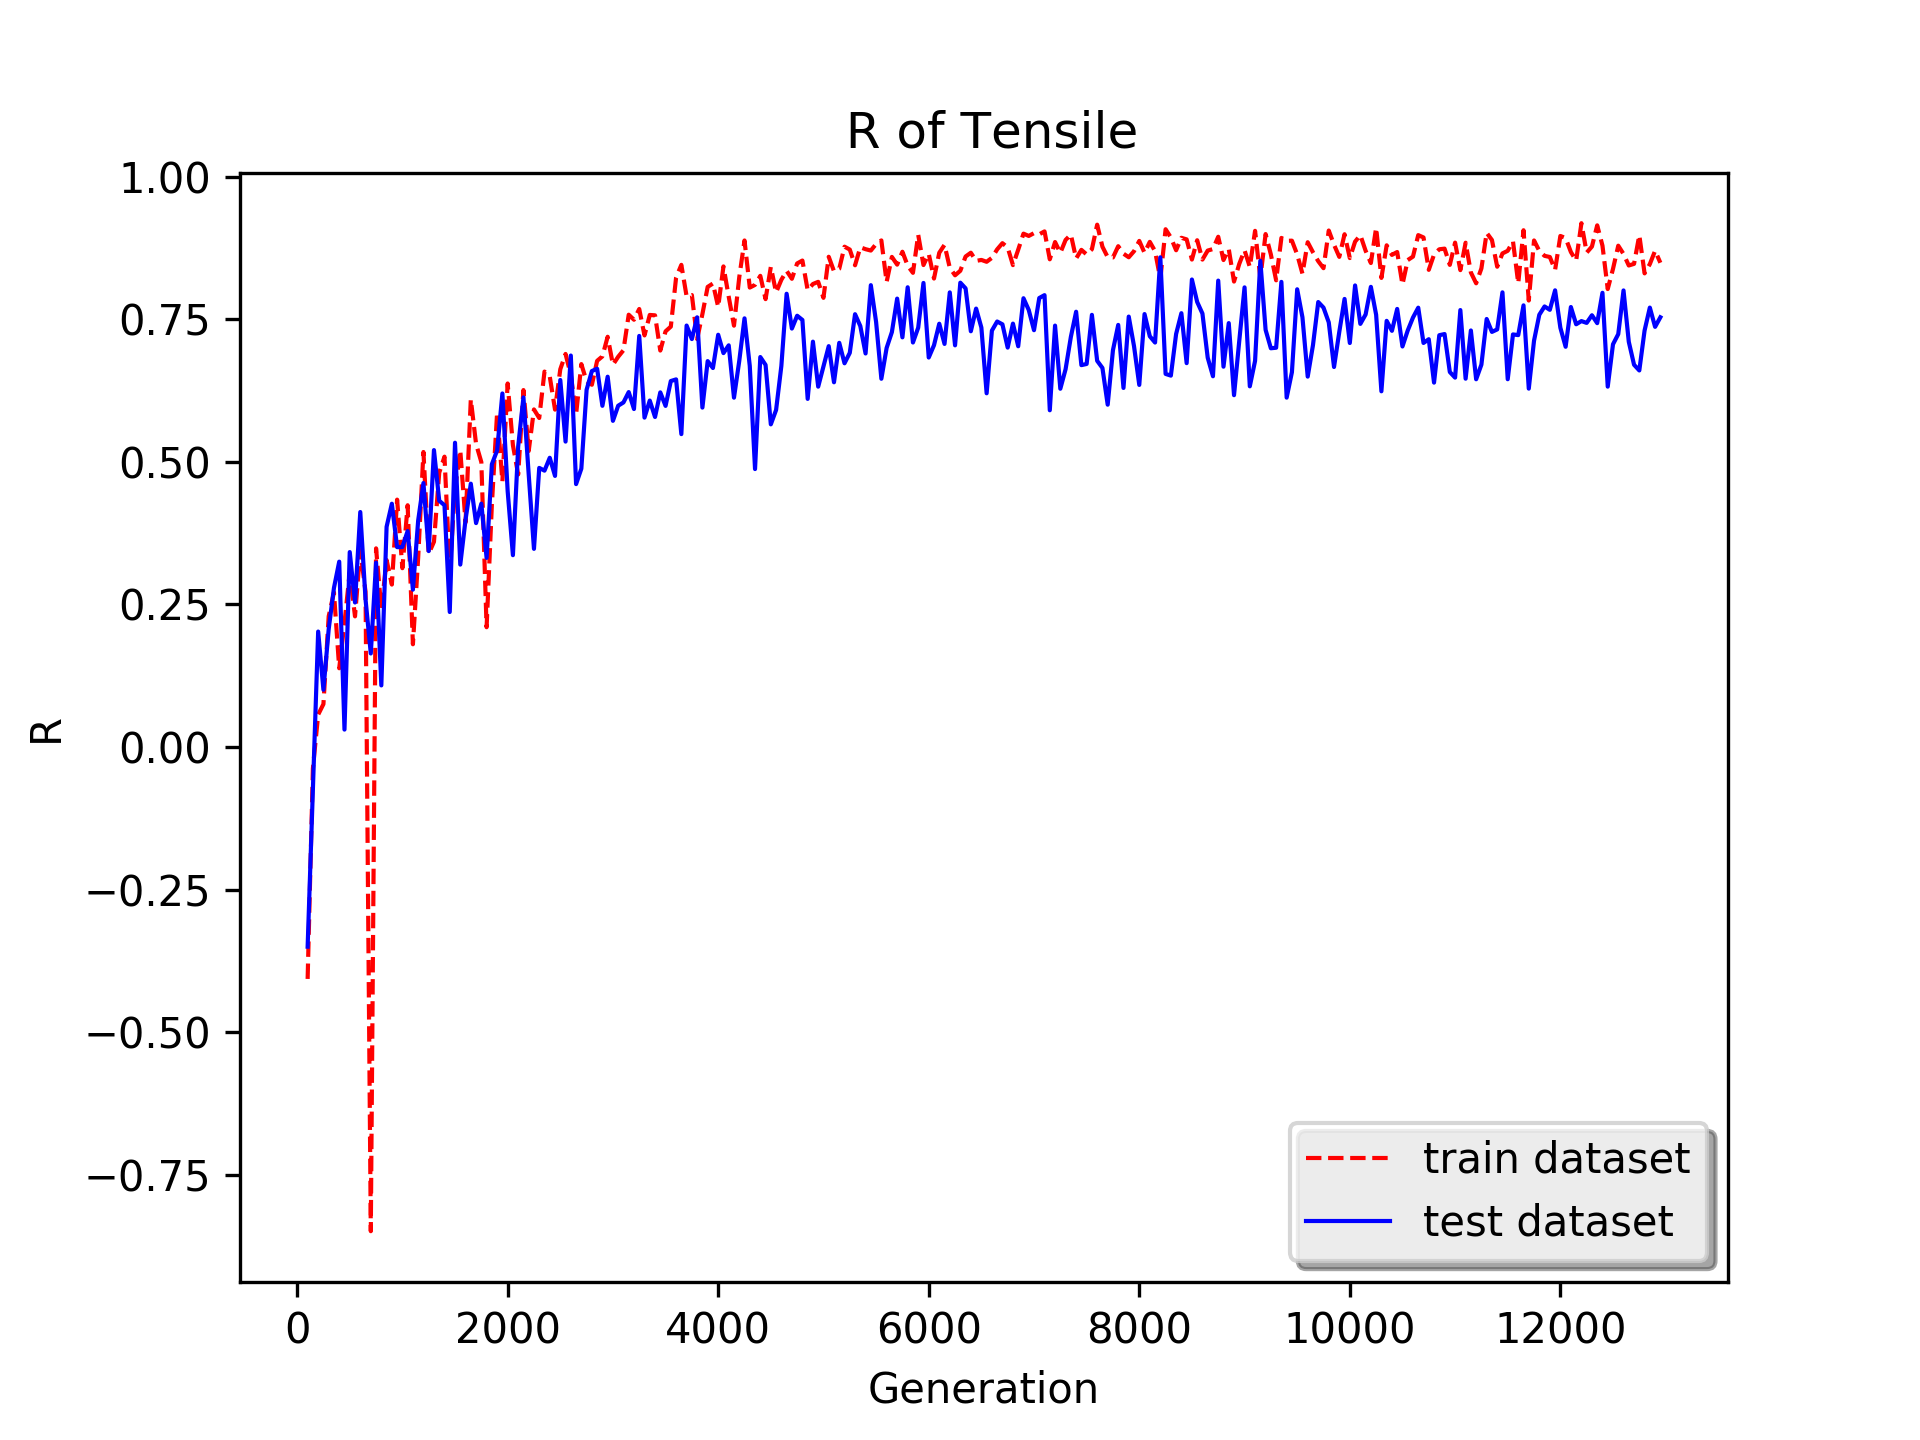 R of Tensile
1.00
0.75
0.50
0.25
0.00
−0.25
−0.50
−0.75
R
0 2000 4000 6000 8000 10000 12000
Generation
train dataset
test dataset